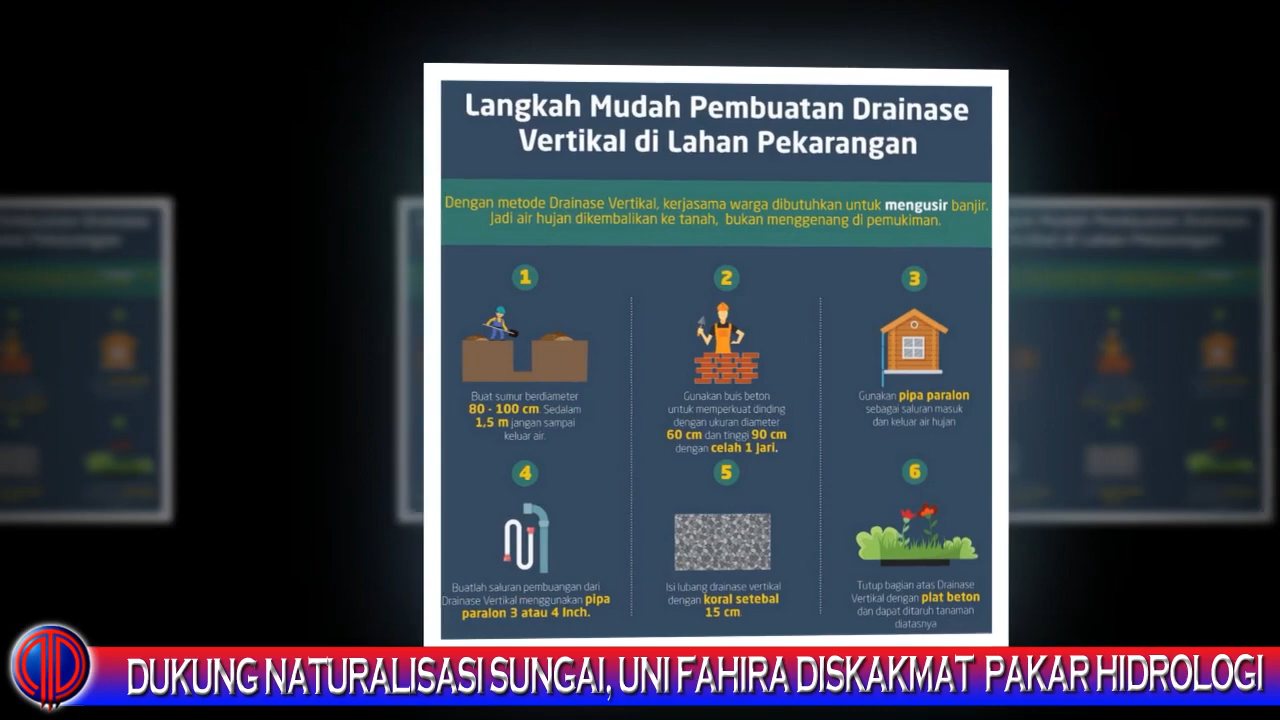 Langkah Mudah Pembuatan Drainase
Vertikal di Lahan Pekarangan
Dengan metode Drainase Vertikal, kerjasama warga dibutuhkan untuk mengusir banjir.
Jadi air hujan dikembalikan ke tanah, bukan menggenang di pemukiman.
1
Buat sumur berdiameter
80 - 100 cm. Sedalam
1,5 m jangan sampai
keluar air.
2
Gunakan buis beton
untuk memperkuat dinding
dengan ukuran diameter
60 cm dan tinggi 90 cm
dengan celah 1 jari.
3
Gunakan pipa paralon
sebagai saluran masuk
dan keluar air hujan
4
Buatlah saluran pembuangan dari
Drainase Vertikal menggunakan pipa
paralon 3 atau 4 Inch.
5
Isi lubang drainase vertikal
dengan koral setebal
15 cm
6
Tutup bagian atas Drainase
Vertikal dengan plat beton
dan dapat ditaruh tanaman
diatasnya
DUKUNG NATURALISASI SUNGAI, UNI FAHIRA DISKAKMAT PAKAR HIDROLOGI